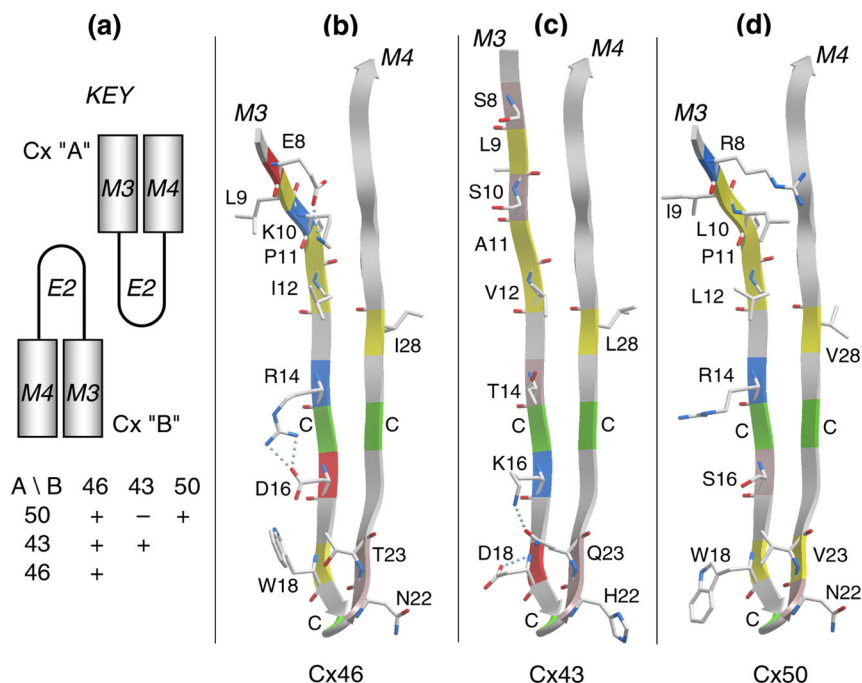 (a)
KEY
Cx "A"
M3 M4
E2 E2
M4 M3
Cx "B"
A \ B 46 43 50
50 + − +
43 + +
46 +
(b)
M4
M3
E8
L9
K10
P11
I12
I28
R14
C C
D16
W18 T23
N22
C
Cx46
(c)
M3 M4
S8
L9
S10
A11
V12
L28
T14
C C
K16
D18 Q23
H22
C
Cx43
(d)
M4
M3
R8
I9
L10
P11
L12
V28
R14
C C
S16
W18 V23
N22
C
Cx50